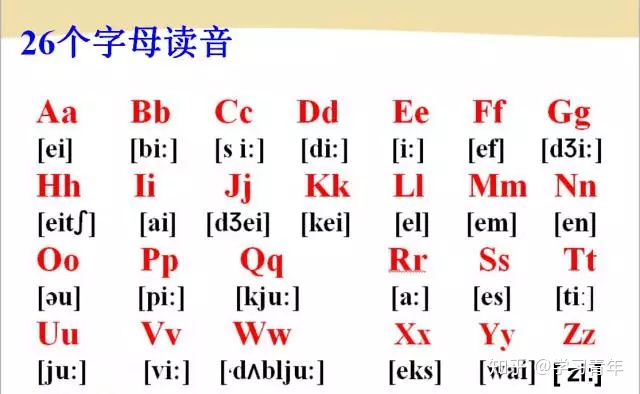 26个字母读音
Aa Bb Cc Dd Ee Ff Gg
[ei] [bi:] [s i:] [di:] [i:] [ef] [dʒi:]
Hh Ii Jj Kk Ll Mm Nn
[eitʃ] [ai] [dʒei] [kei] [el] [em] [en]
Oo Pp Qq Rr Ss Tt
[əu] [pi:] [kju:] [a:] [es] [ti:]
Uu Vv Ww Xx Yy Zz
[ju:] [vi:] [·dʌblju:] [eks] [wai] [zi:]
知乎 @学习青年